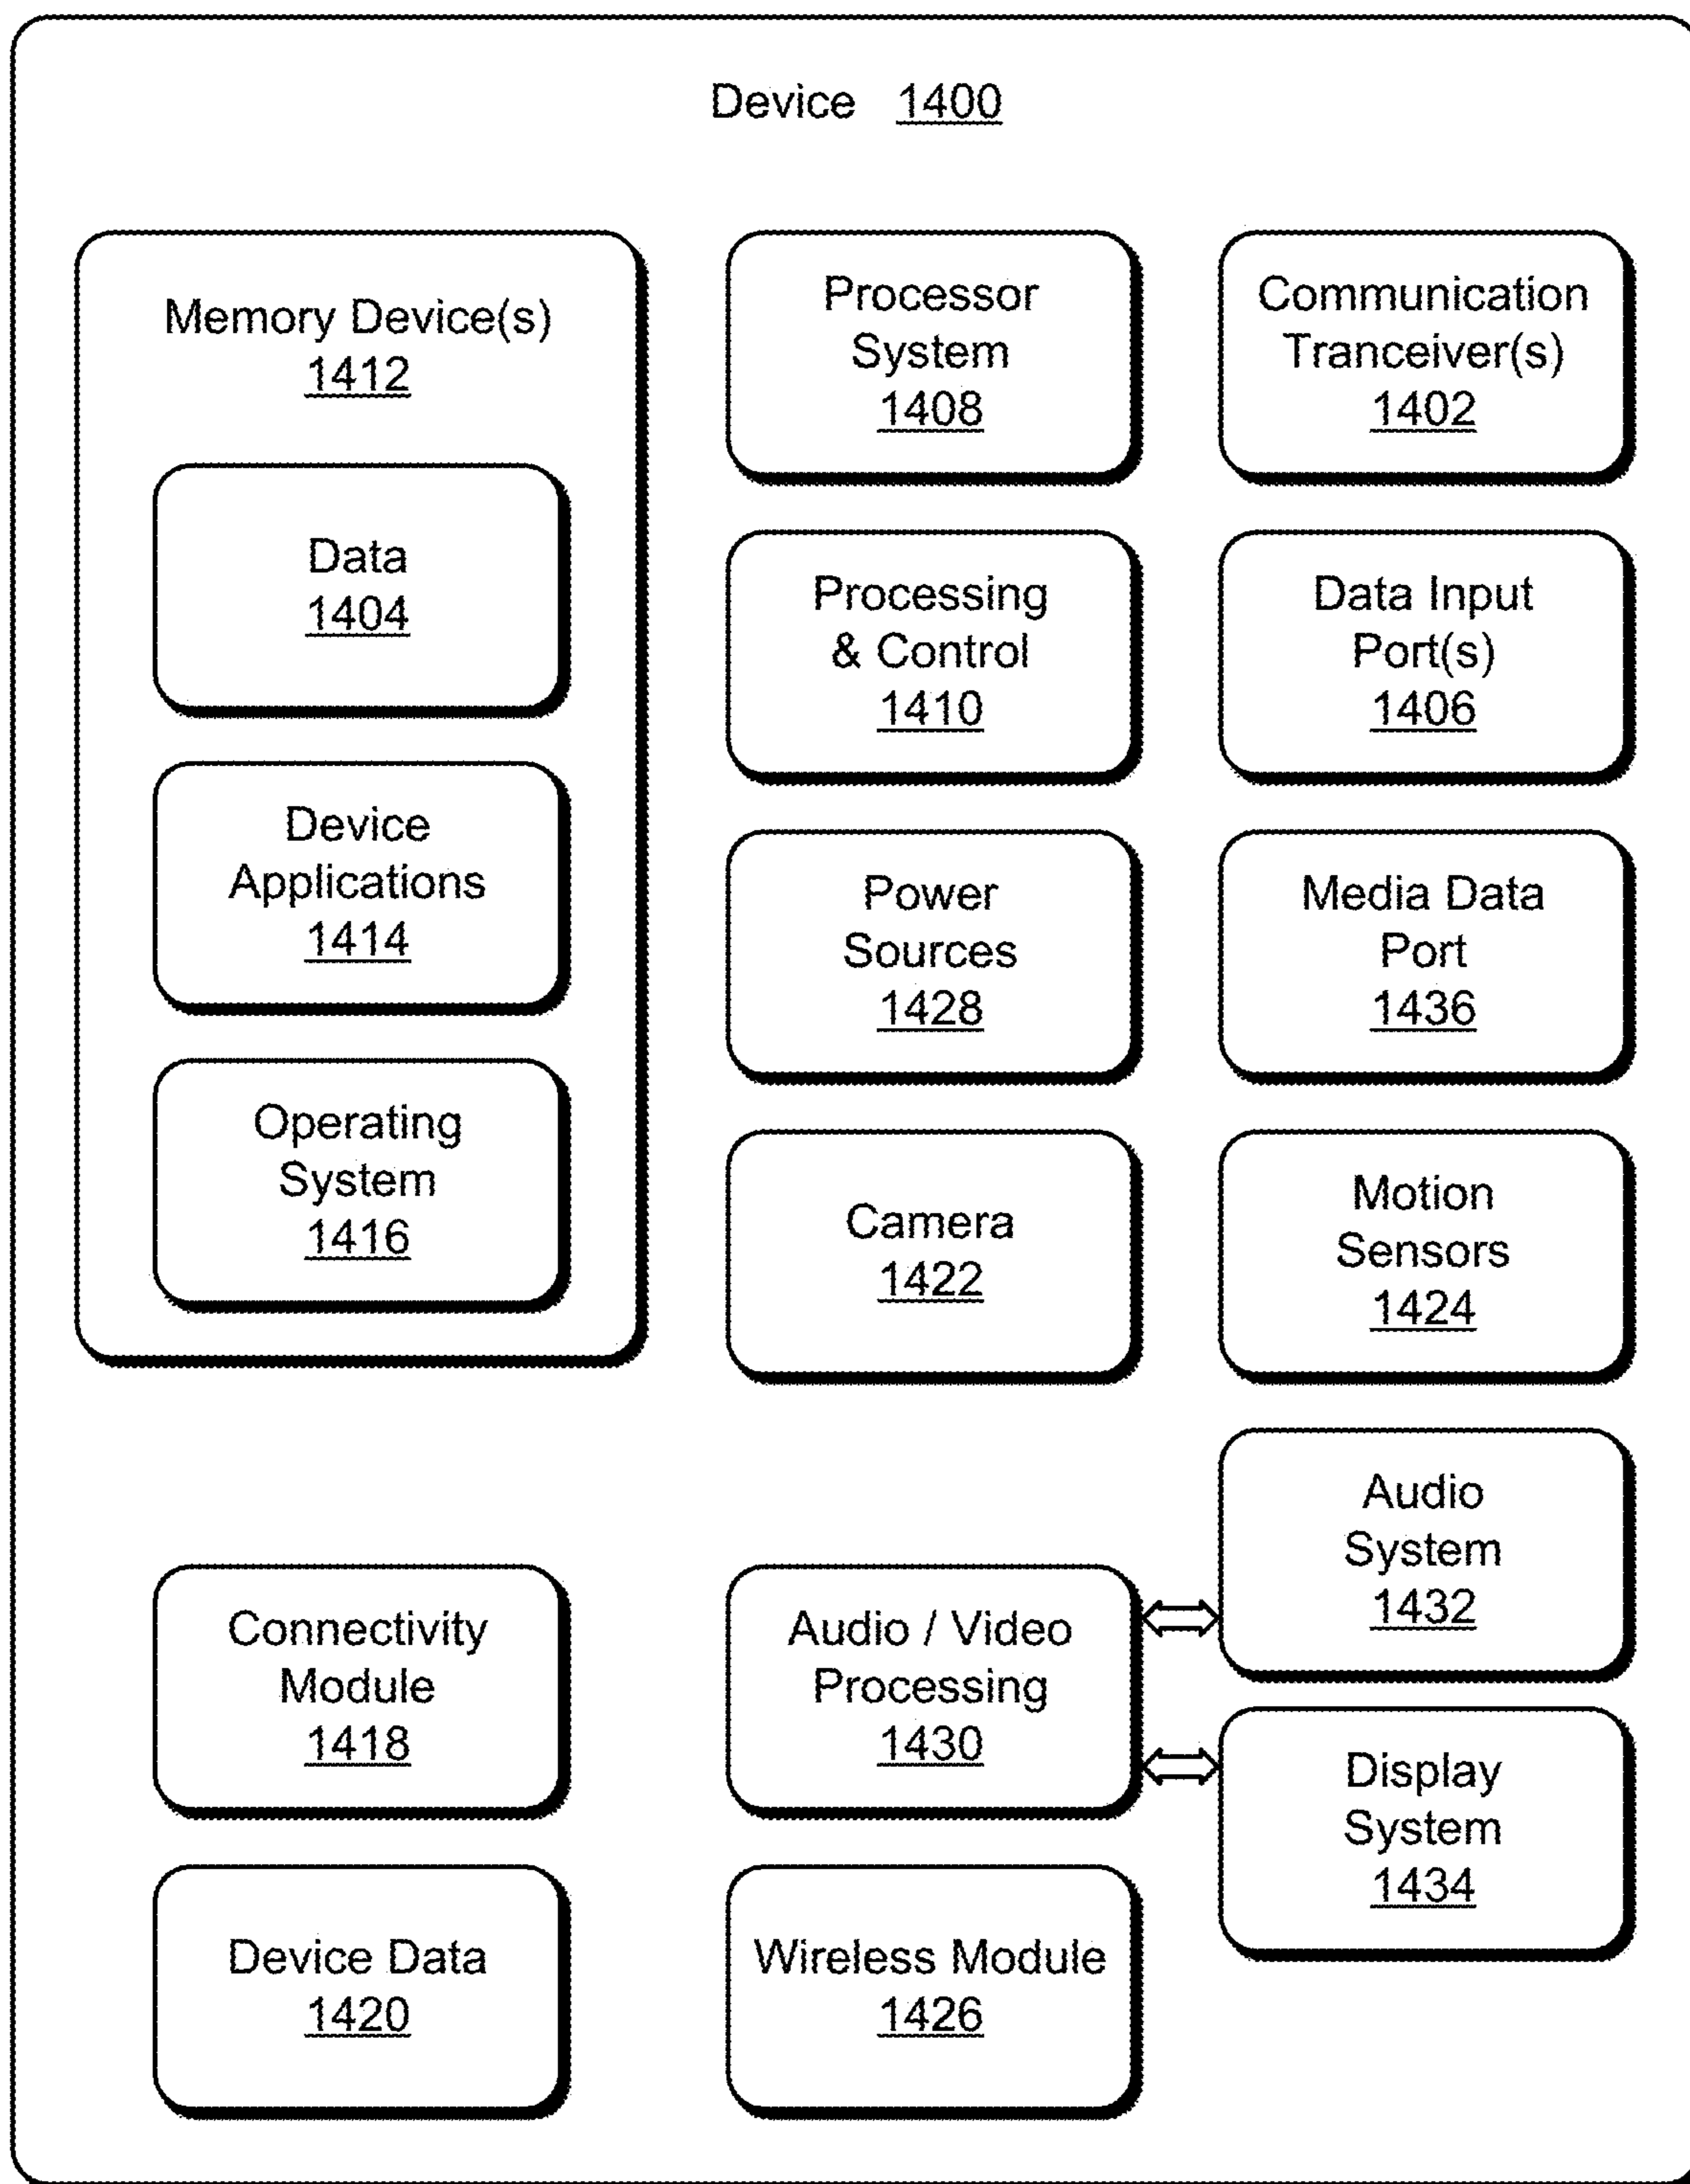 Device 1400
Memory Device(s)
1412
Data
1404
Device
Applications
1414
Operating
System
1416
Processor
System
1408
Communication
Tranceiver(s)
1402
Processing
& Control
1410
Data Input
Port(s)
1406
Power
Sources
1428
Media Data
Port
1436
Camera
1422
Motion
Sensors
1424
Connectivity
Module
1418
Audio / Video
Processing
1430
Audio
System
1432
Display
System
1434
Device Data
1420
Wireless Module
1426